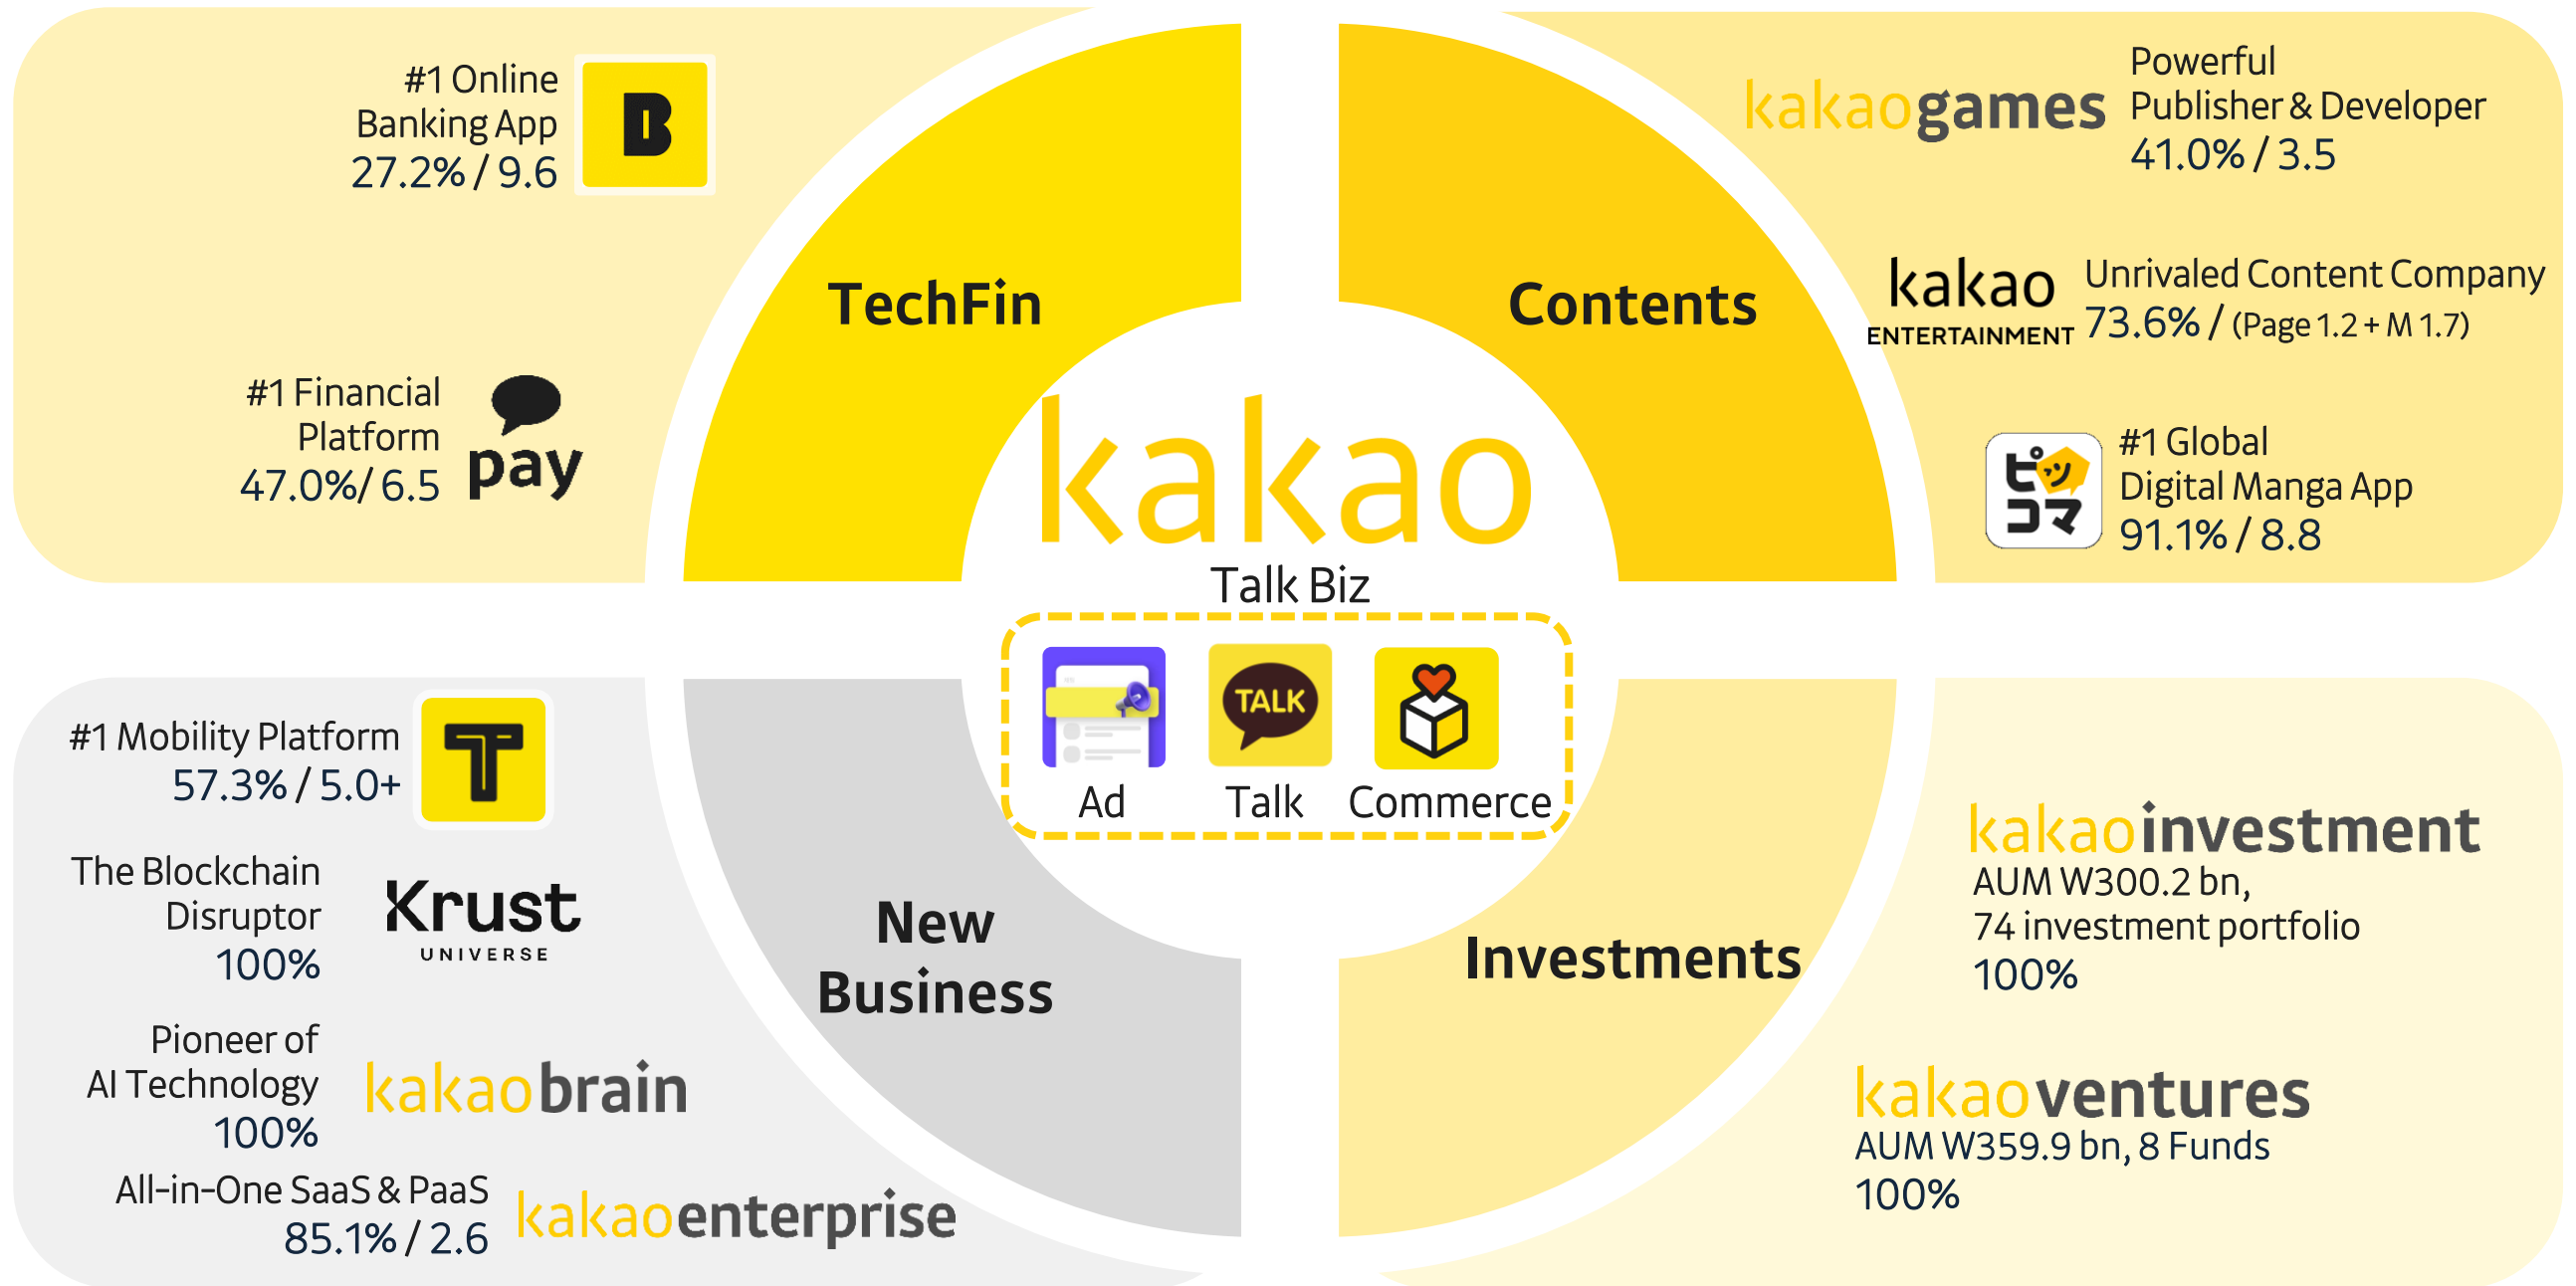 #1 Online
Banking App
27.2% / 9.6
B
#1 Financial
Platform
47.0%/ 6.5
pay
TechFin
Contents
kakaogames
Powerful
Publisher & Developer
41.0% / 3.5
kakao
ENTERTAINMENT
Unrivaled Content Company
73.6% / (Page 1.2 + M 1.7)
ピッ
コマ
#1 Global
Digital Manga App
91.1% / 8.8
kakao
Talk Biz
TALK
Ad
Talk
Commerce
#1 Mobility Platform
57.3% / 5.0+
T
The Blockchain
Disruptor
100%
Krust
UNIVERSE
Pioneer of
AI Technology
100%
kakaobrain
All-in-One SaaS & PaaS
85.1% / 2.6
kakaoenterprise
New
Business
Investments
kakaoinvestment
AUM W300.2 bn,
74 investment portfolio
100%
kakaoventures
AUM W359.9 bn, 8 Funds
100%